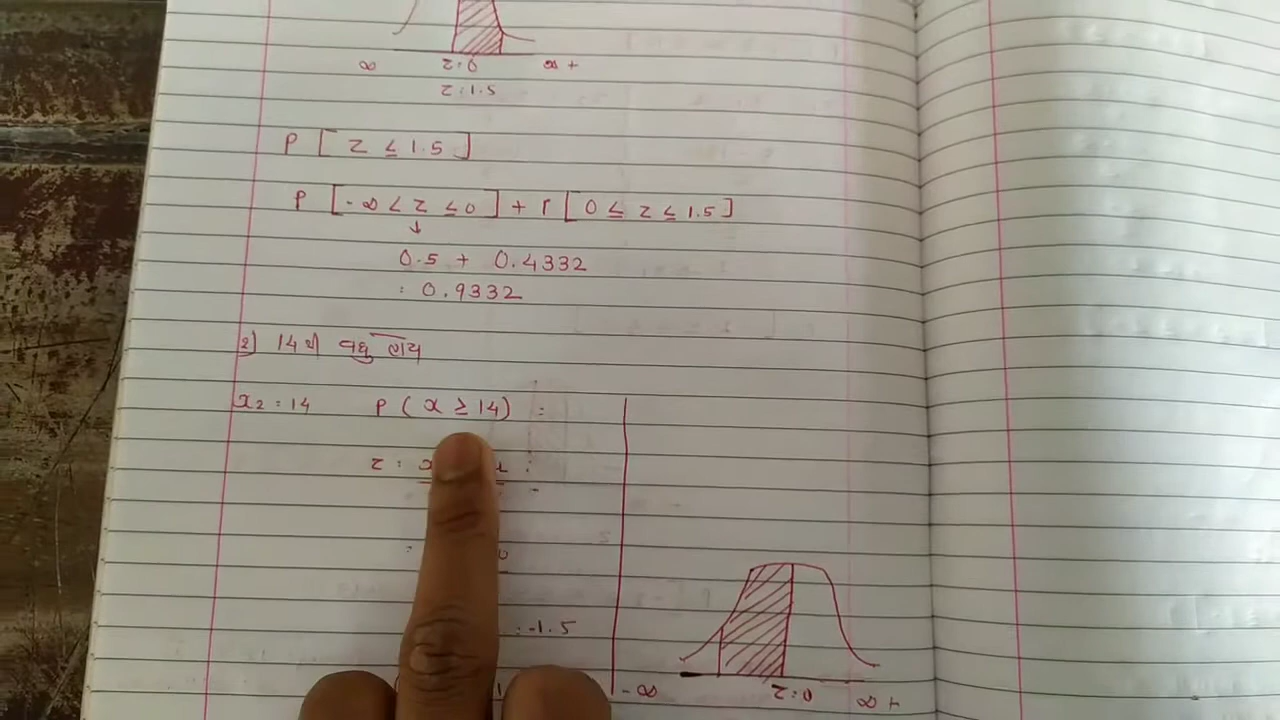 ∞ z:0 ∞ +
z:1.5
P [ z ≤ 1.5 ]
P [ -∞ < z ≤ 0 ] + P [ 0 ≤ z ≤ 1.5 ]
↓
0.5 + 0.4332
: 0.9332
2) 14થી વધુ હોય
x2 = 14 P ( x ≥ 14) =
z : x
: -1.5
-∞ z:0 ∞ +